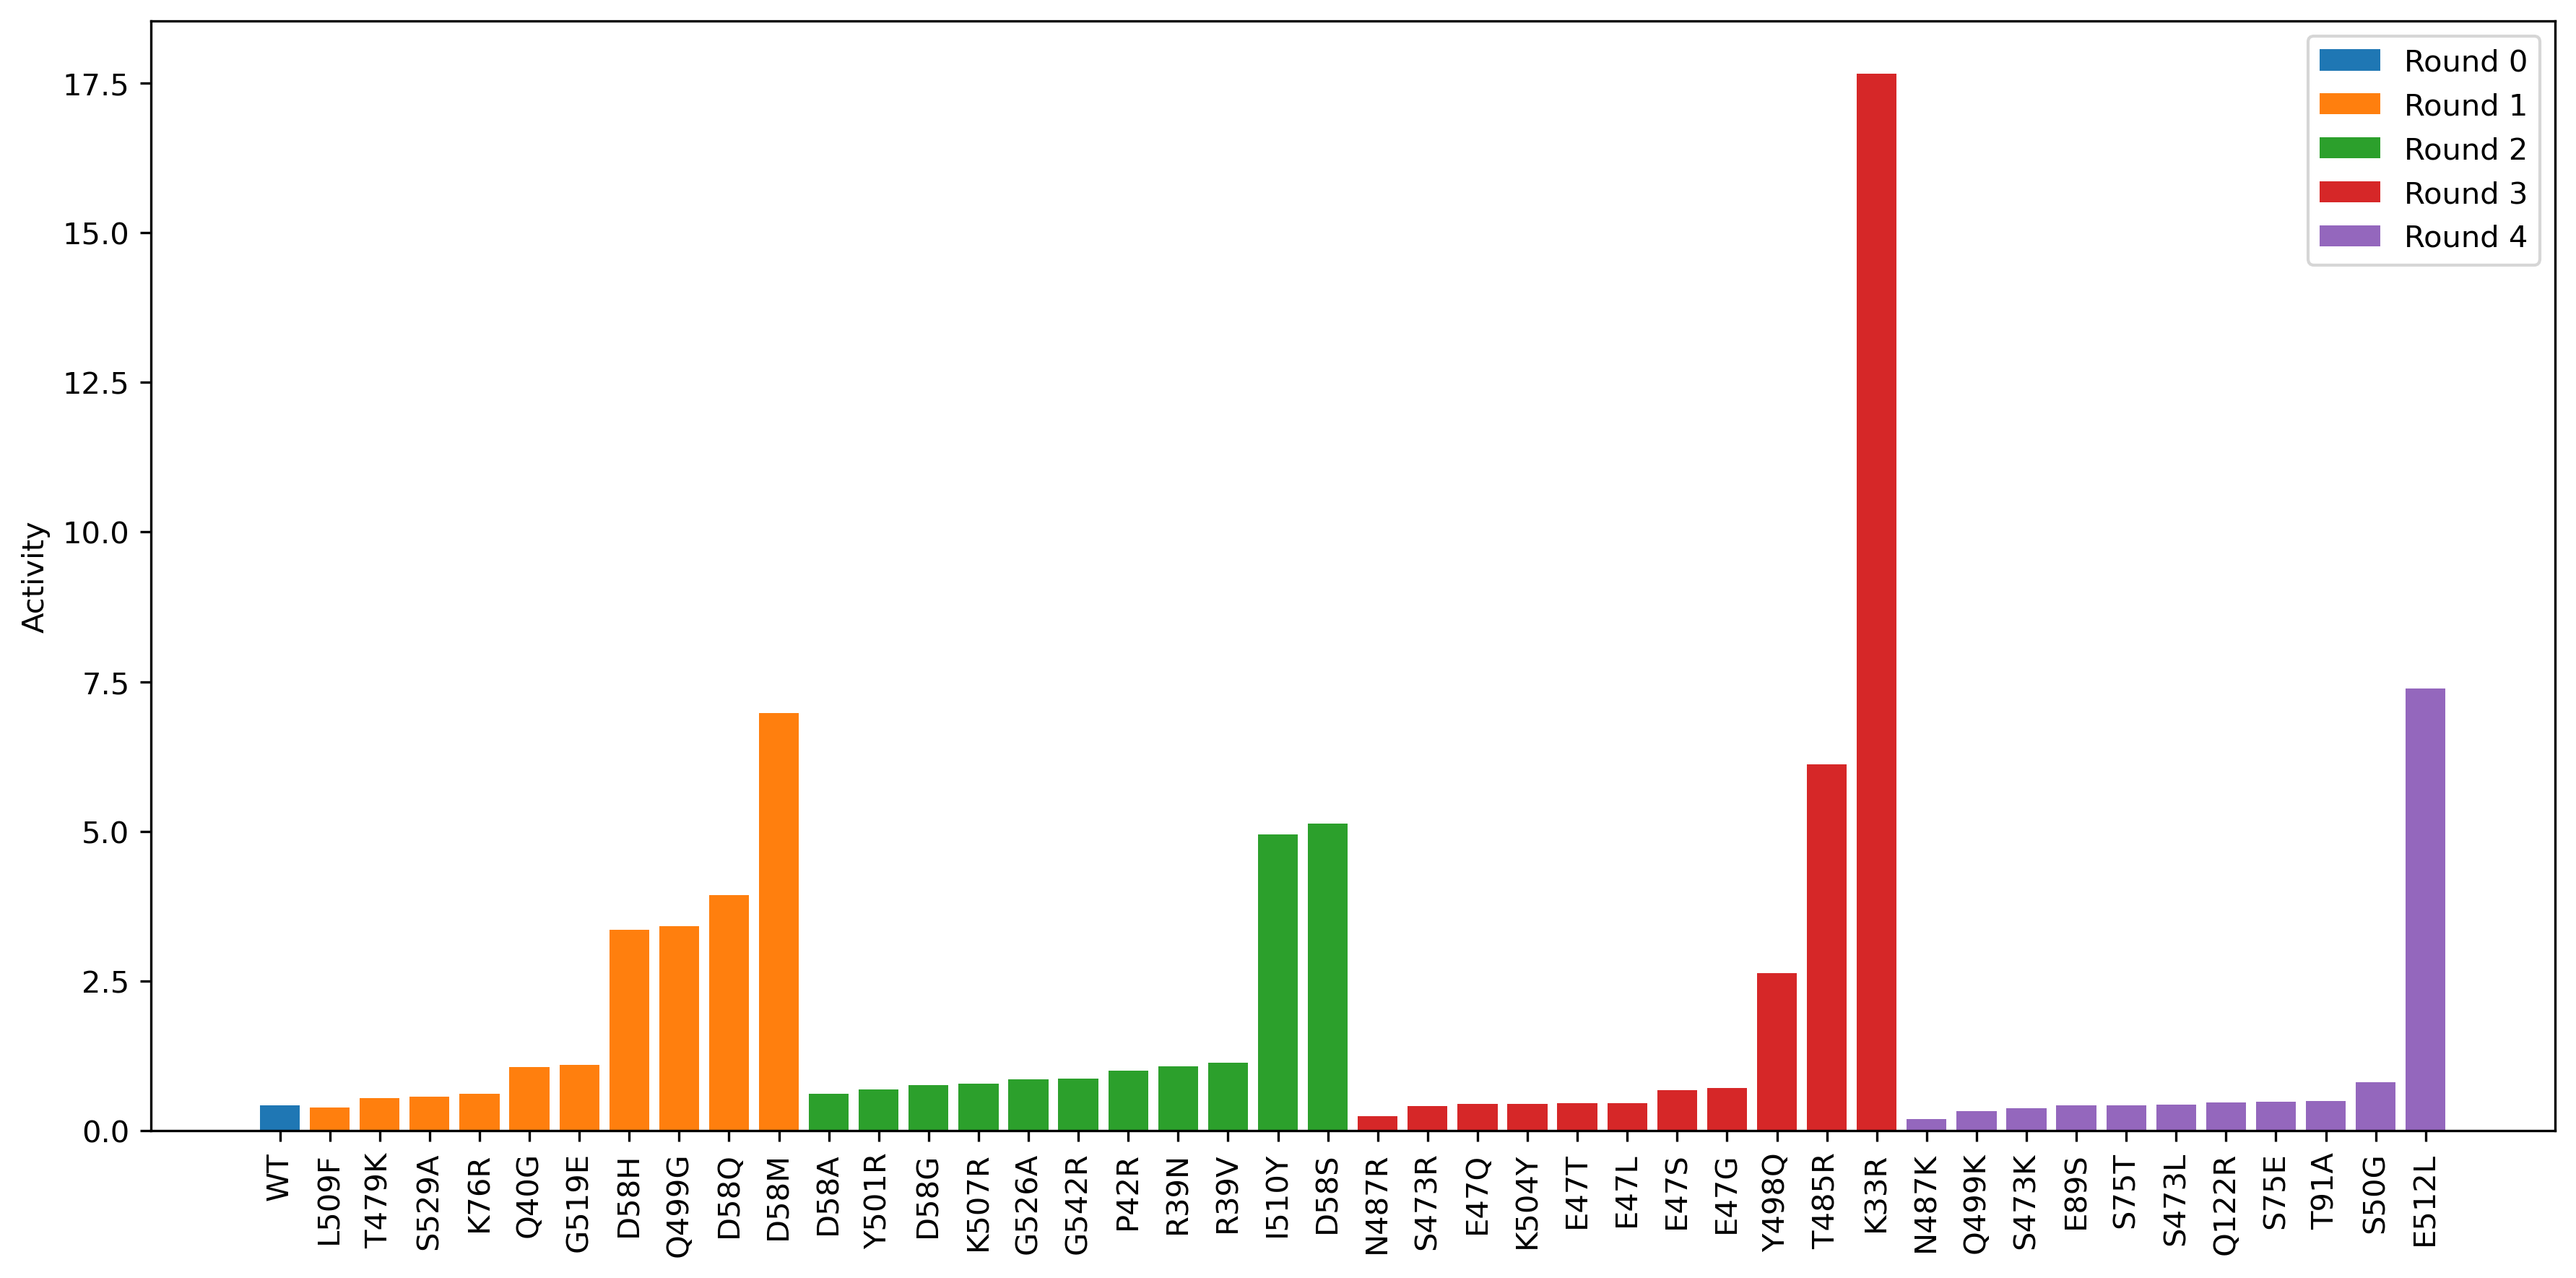 Activity
17.5
15.0
12.5
10.0
7.5
5.0
2.5
0.0
Round 0
Round 1
Round 2
Round 3
Round 4
WT
L509F
T479K
S529A
K76R
Q40G
G519E
D58H
Q499G
D58Q
D58M
D58A
Y501R
D58G
K507R
G526A
G542R
P42R
R39N
R39V
I510Y
D58S
N487R
S473R
E47Q
K504Y
E47T
E47L
E47S
E47G
Y498Q
T485R
K33R
N487K
Q499K
S473K
E89S
S75T
S473L
Q122R
S75E
T91A
S50G
E512L